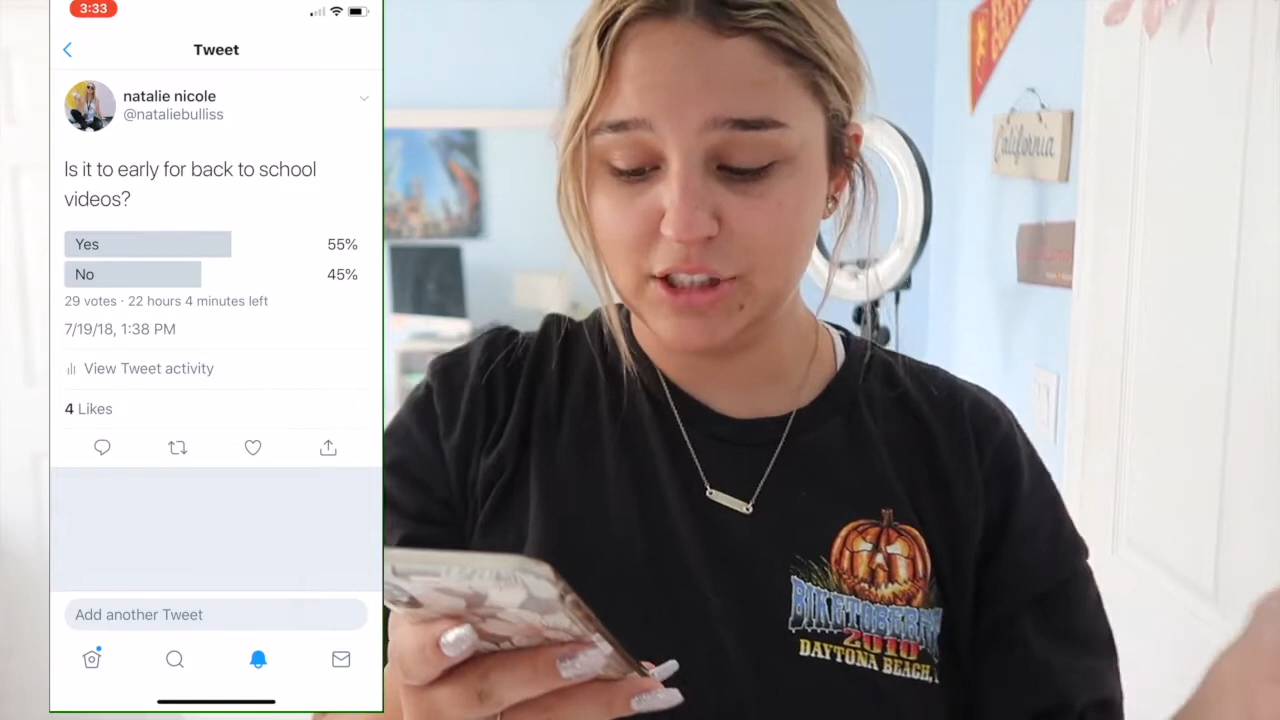 3:33
Tweet
natalie nicole
@nataliebulliss
Is it to early for back to school
videos?
Yes 55%
No 45%
29 votes · 22 hours 4 minutes left
7/19/18, 1:38 PM
View Tweet activity
4 Likes
Add another Tweet
California
BIKETOBERFEST
2010
DAYTONA BEACH,